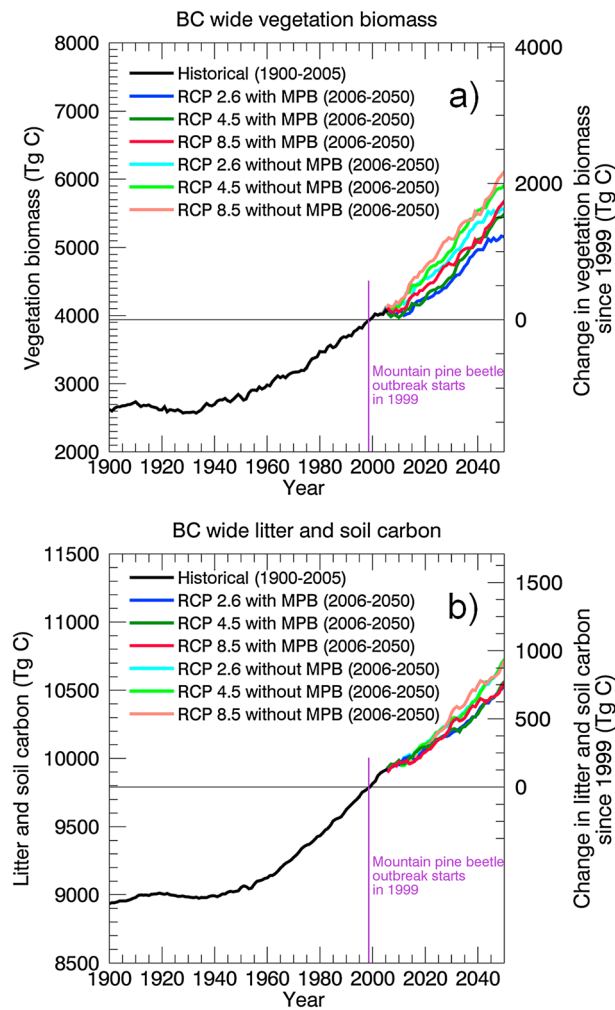 BC wide vegetation biomass
8000
7000
6000
5000
4000
3000
2000
Vegetation biomass (Tg C)
Historical (1900-2005)
RCP 2.6 with MPB (2006-2050)
RCP 4.5 with MPB (2006-2050)
RCP 8.5 with MPB (2006-2050)
RCP 2.6 without MPB (2006-2050)
RCP 4.5 without MPB (2006-2050)
RCP 8.5 without MPB (2006-2050)
a)
4000
2000
0
Change in vegetation biomass
since 1999 (Tg C)
Mountain pine beetle
outbreak starts
in 1999
1900 1920 1940 1960 1980 2000 2020 2040
Year
BC wide litter and soil carbon
11500
11000
10500
10000
9500
9000
8500
Litter and soil carbon (Tg C)
Historical (1900-2005)
RCP 2.6 with MPB (2006-2050)
RCP 4.5 with MPB (2006-2050)
RCP 8.5 with MPB (2006-2050)
RCP 2.6 without MPB (2006-2050)
RCP 4.5 without MPB (2006-2050)
RCP 8.5 without MPB (2006-2050)
b)
1500
1000
500
0
Change in litter and soil carbon
since 1999 (Tg C)
Mountain pine beetle
outbreak starts
in 1999
1900 1920 1940 1960 1980 2000 2020 2040
Year